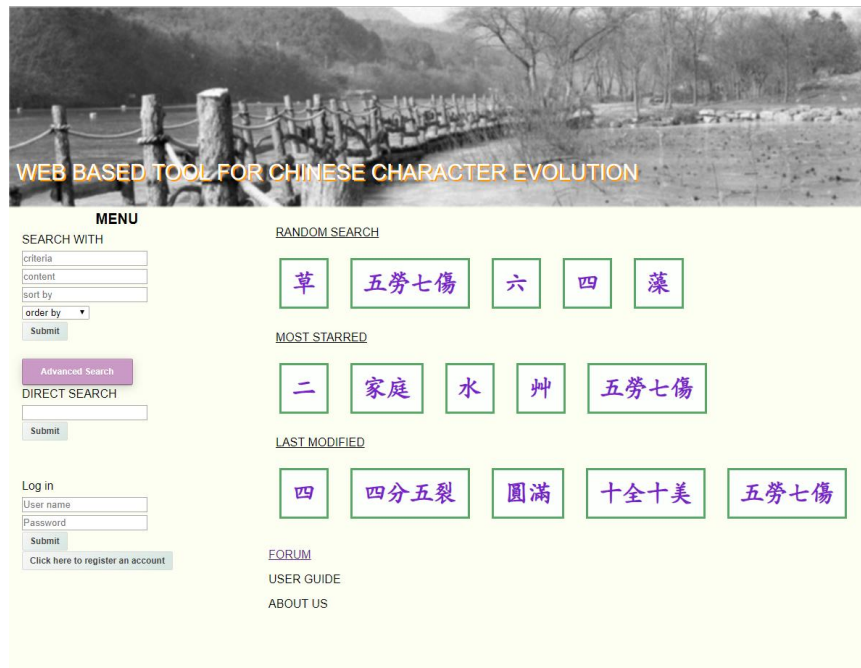 WEB BASED TOOL FOR CHINESE CHARACTER EVOLUTION
MENU
SEARCH WITH
criteria
content
sort by
order by
Submit
Advanced Search
DIRECT SEARCH
Submit
Log in
User name
Password
Submit
Click here to register an account
RANDOM SEARCH
草 五勞七傷 六 四 藻
MOST STARRED
二 家庭 水 艸 五勞七傷
LAST MODIFIED
四 四分五裂 圓滿 十全十美 五勞七傷
FORUM
USER GUIDE
ABOUT US